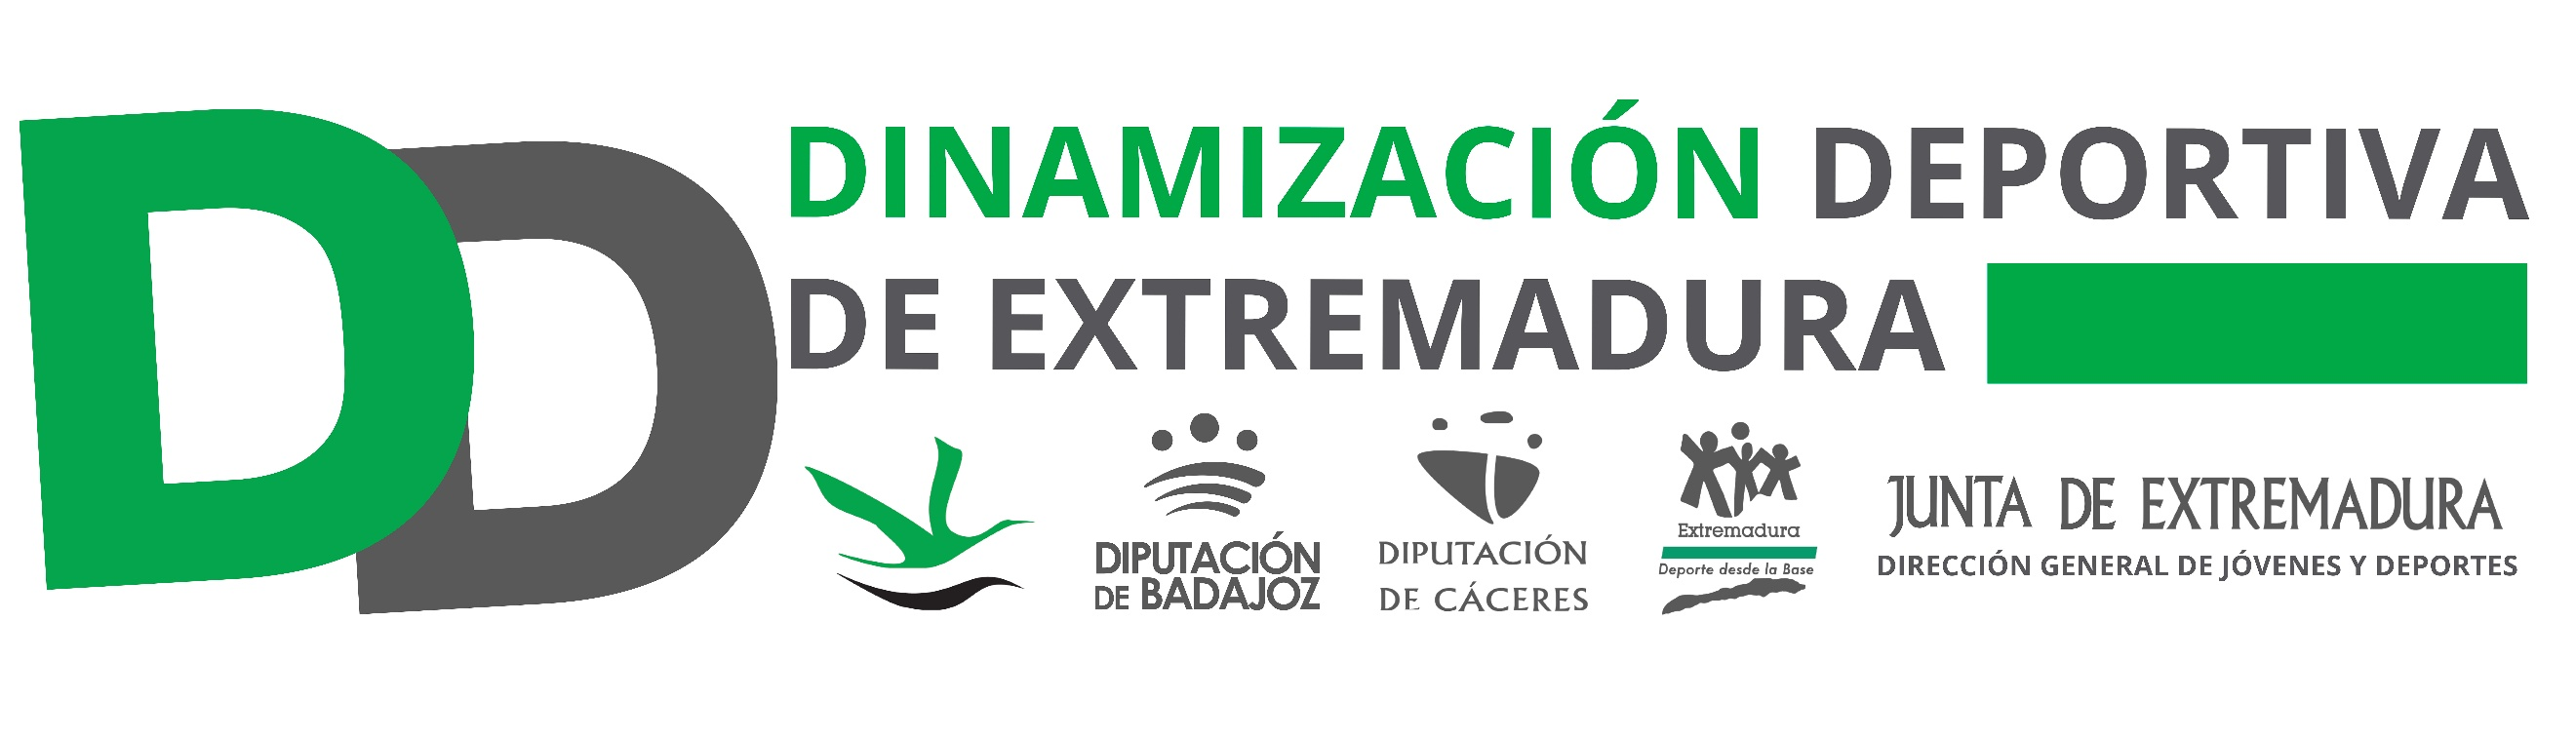 DD
DINAMIZACIÓN DEPORTIVA
DE EXTREMADURA
DIPUTACIÓN
DE BADAJOZ
DIPUTACIÓN
DE CÁCERES
Extremadura
Deporte desde la Base
JUNTA DE EXTREMADURA
DIRECCIÓN GENERAL DE JÓVENES Y DEPORTES